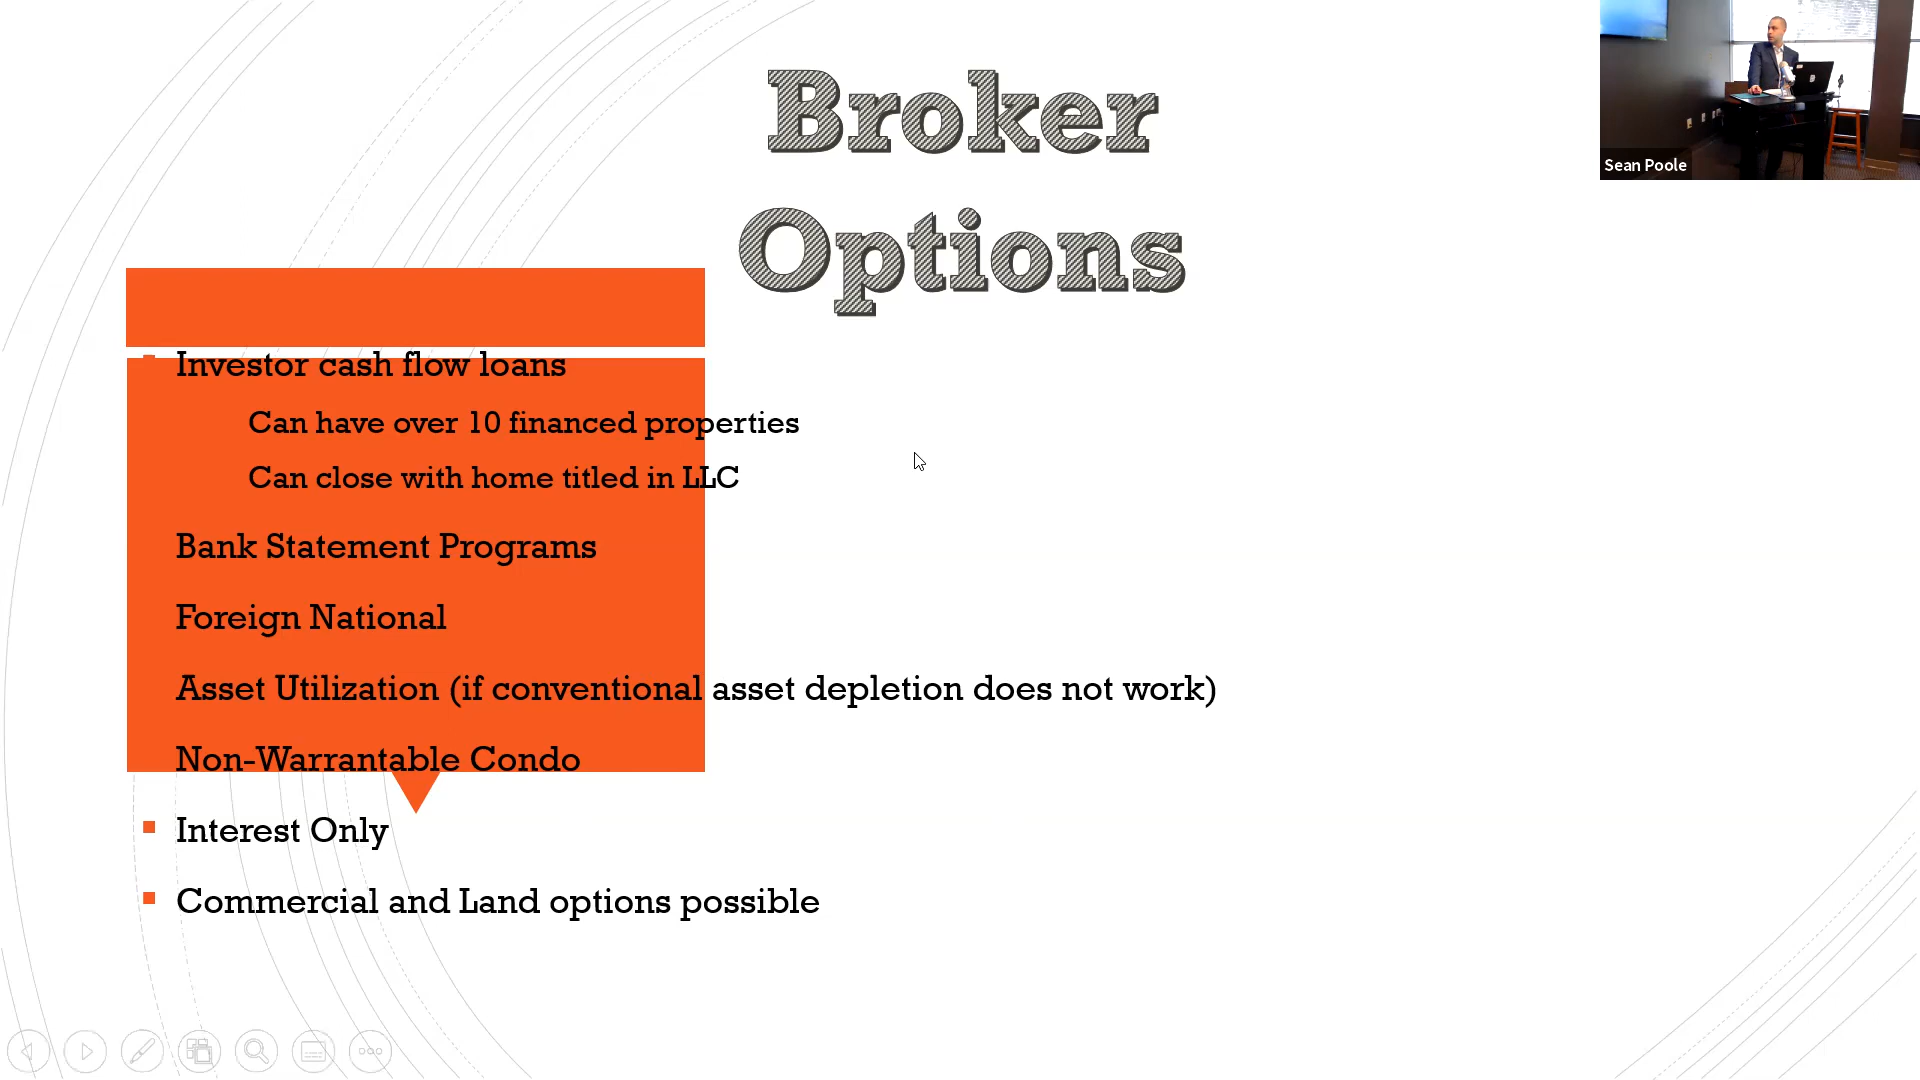 Broker
Options
Sean Poole
Investor cash flow loans
Can have over 10 financed properties
Can close with home titled in LLC
Bank Statement Programs
Foreign National
Asset Utilization (if conventional asset depletion does not work)
Non-Warrantable Condo
Interest Only
Commercial and Land options possible